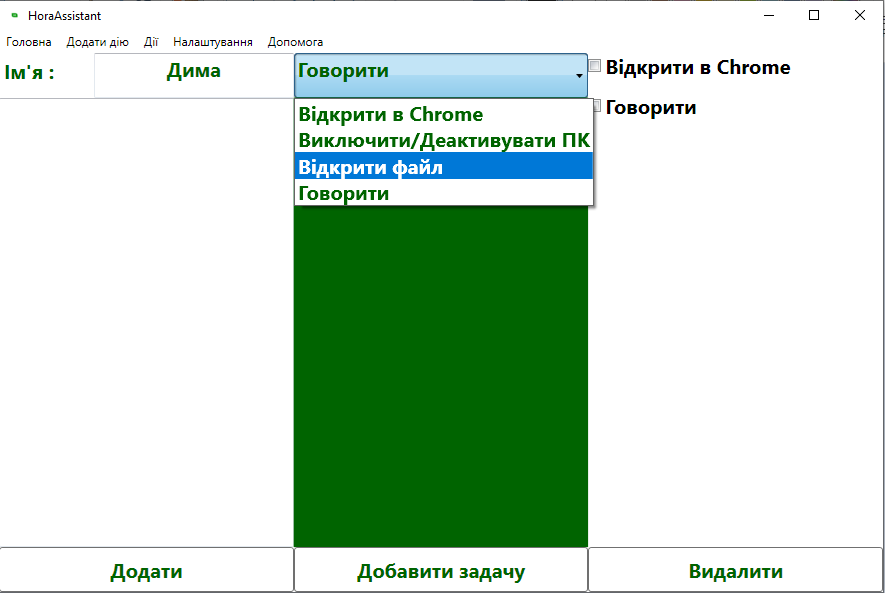 HoraAssistant
Головна Додати дію Дії Налаштування Допомога
Ім'я : Дима Говорити
Відкрити в Chrome
Говорити
Відкрити в Chrome
Виключити/Деактивувати ПК
Відкрити файл
Говорити
Додати Добавити задачу Видалити